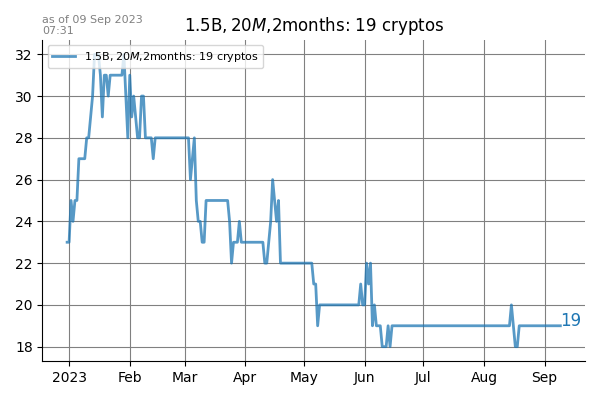 as of 09 Sep 2023
07:31
1.5B,20M,2months: 19 cryptos
1.5B,20M,2months: 19 cryptos
32
30
28
26
24
22
20
18
19
2023 Feb Mar Apr May Jun Jul Aug Sep